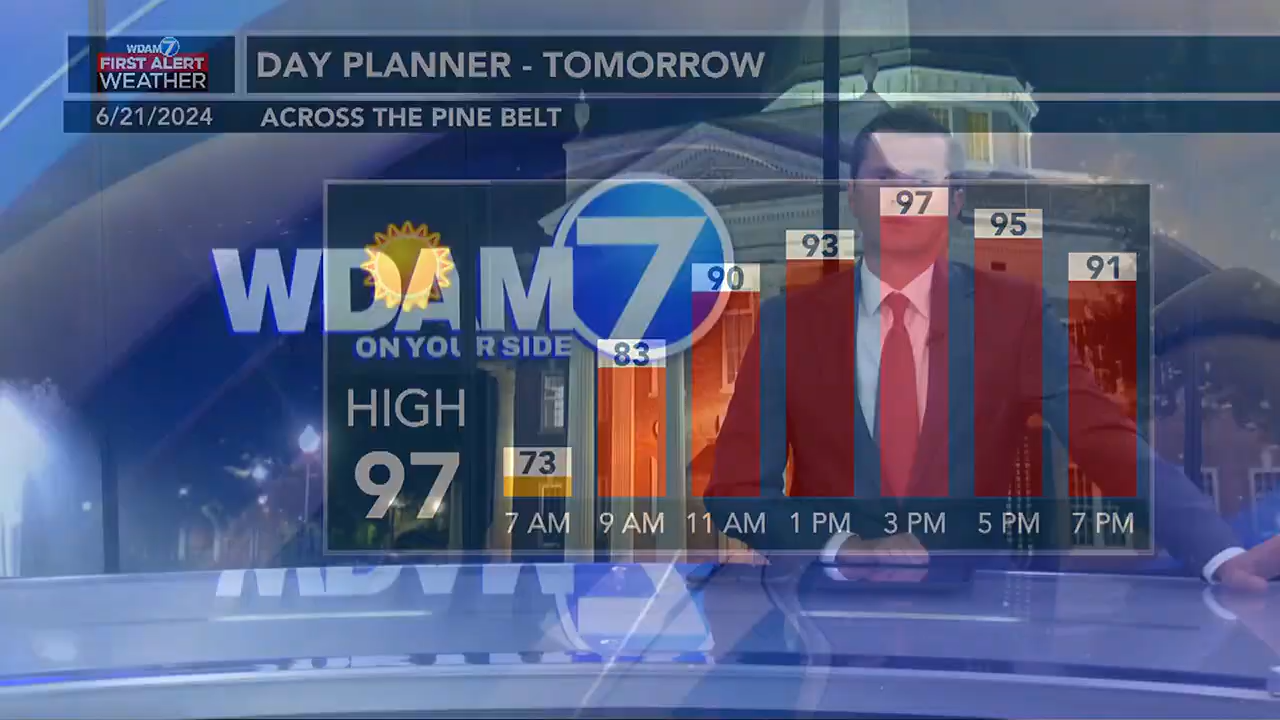 WDAM 7
FIRST ALERT
WEATHER
DAY PLANNER - TOMORROW
6/21/2024
ACROSS THE PINE BELT
WDAM 7
ON YOUR SIDE
HIGH
97
73
83
90
93
97
95
91
7 AM
9 AM
11 AM
1 PM
3 PM
5 PM
7 PM